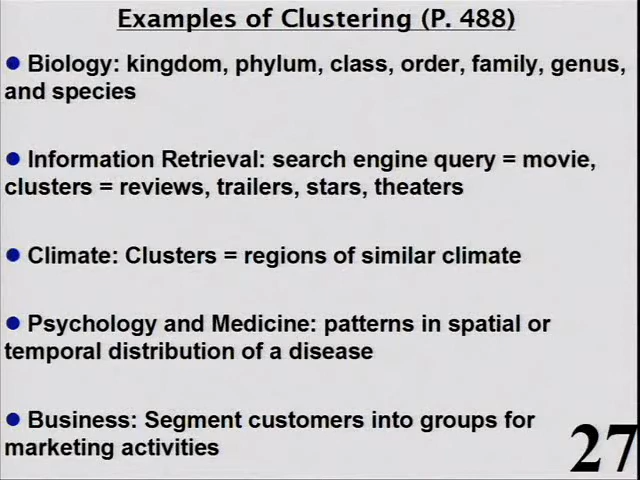 Examples of Clustering (P. 488)
● Biology: kingdom, phylum, class, order, family, genus,
and species
● Information Retrieval: search engine query = movie,
clusters = reviews, trailers, stars, theaters
● Climate: Clusters = regions of similar climate
● Psychology and Medicine: patterns in spatial or
temporal distribution of a disease
● Business: Segment customers into groups for
marketing activities
27